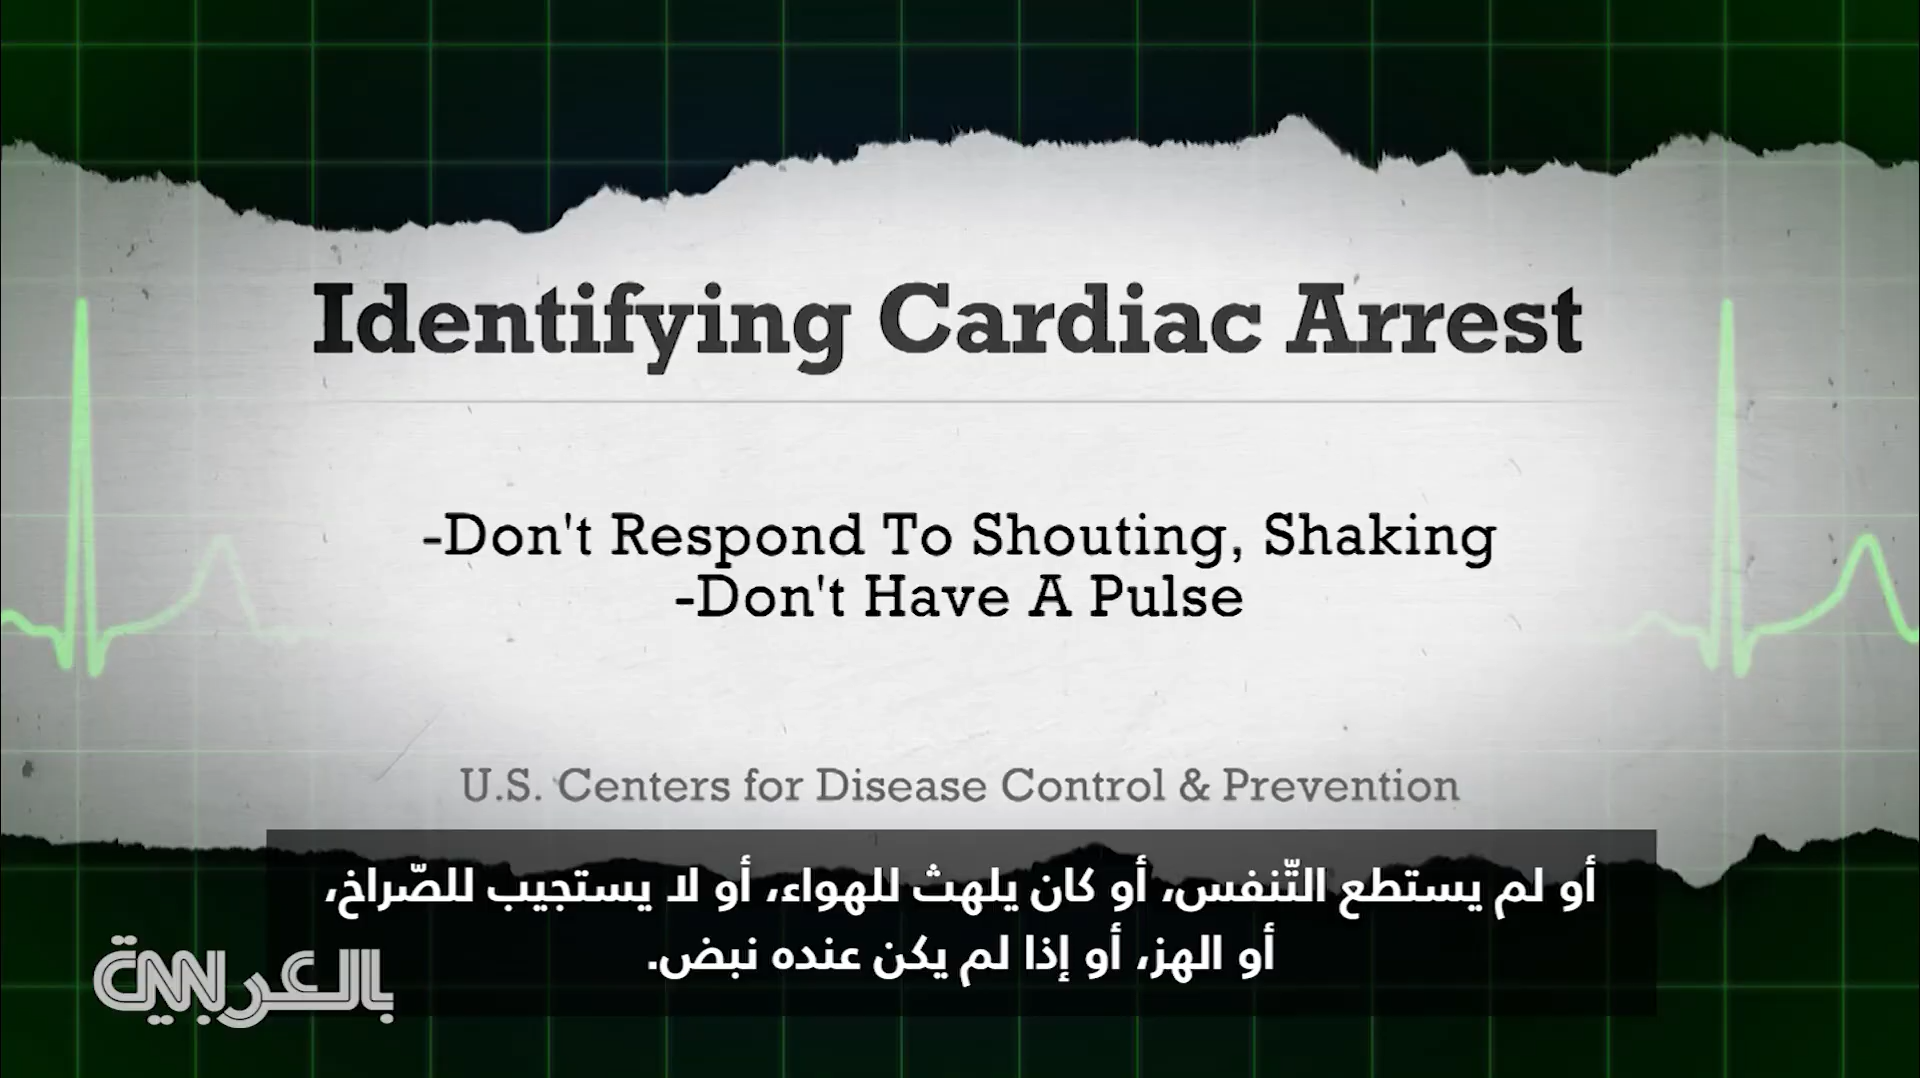 Identifying Cardiac Arrest
-Don't Respond To Shouting, Shaking
-Don't Have A Pulse
U.S. Centers for Disease Control & Prevention
أو لم يستطع التّنفس، أو كان يلهث للهواء، أو لا يستجيب للصّراخ،
أو الهز، أو إذا لم يكن عنده نبض.
CNN بالعربية